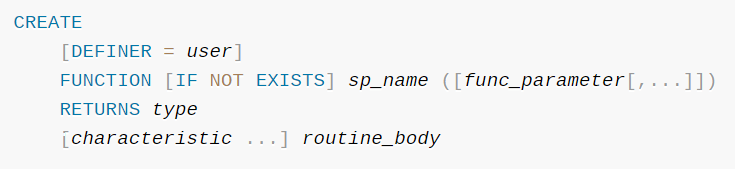 CREATE
[DEFINER = user]
FUNCTION [IF NOT EXISTS] sp_name ([func_parameter[,...]])
RETURNS type
[characteristic ...] routine_body